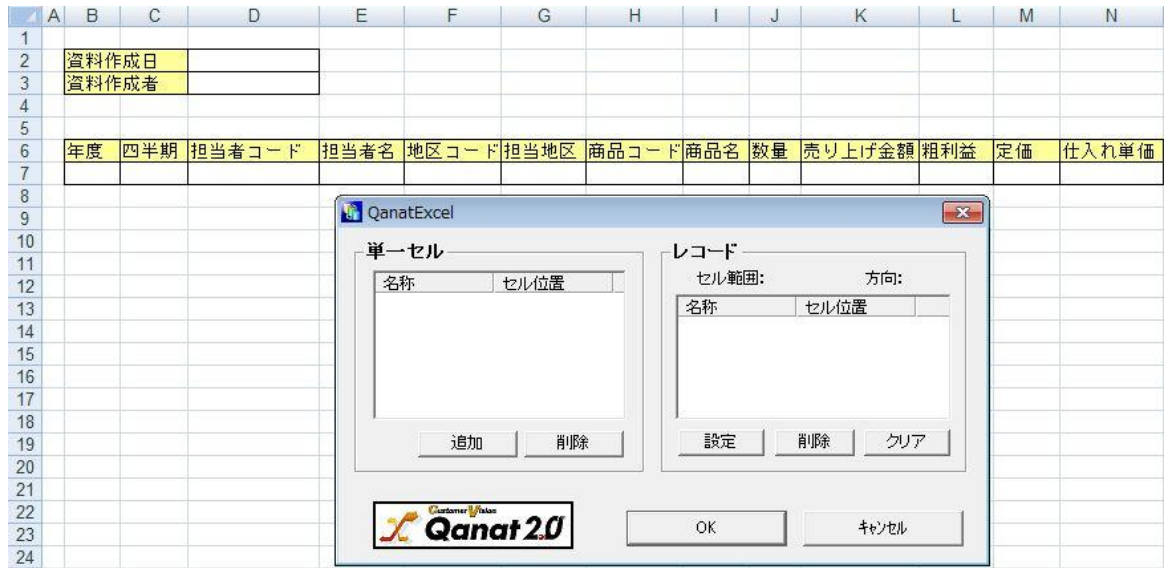 A B C D E F G H I J K L M N
1
2 資料作成日
3 資料作成者
4
5
6 年度 四半期 担当者コード 担当者名 地区コード 担当地区 商品コード 商品名 数量 売り上げ金額 粗利益 定価 仕入れ単価
7
8
9 QanatExcel
10
11 単一セル レコード
12 セル範囲: 方向:
名称 セル位置 名称 セル位置
13
14
15
16
17
18
19 追加 削除 設定 削除 クリア
20
21
22 Customer Vision
23 Qanat 2.0 OK キャンセル
24